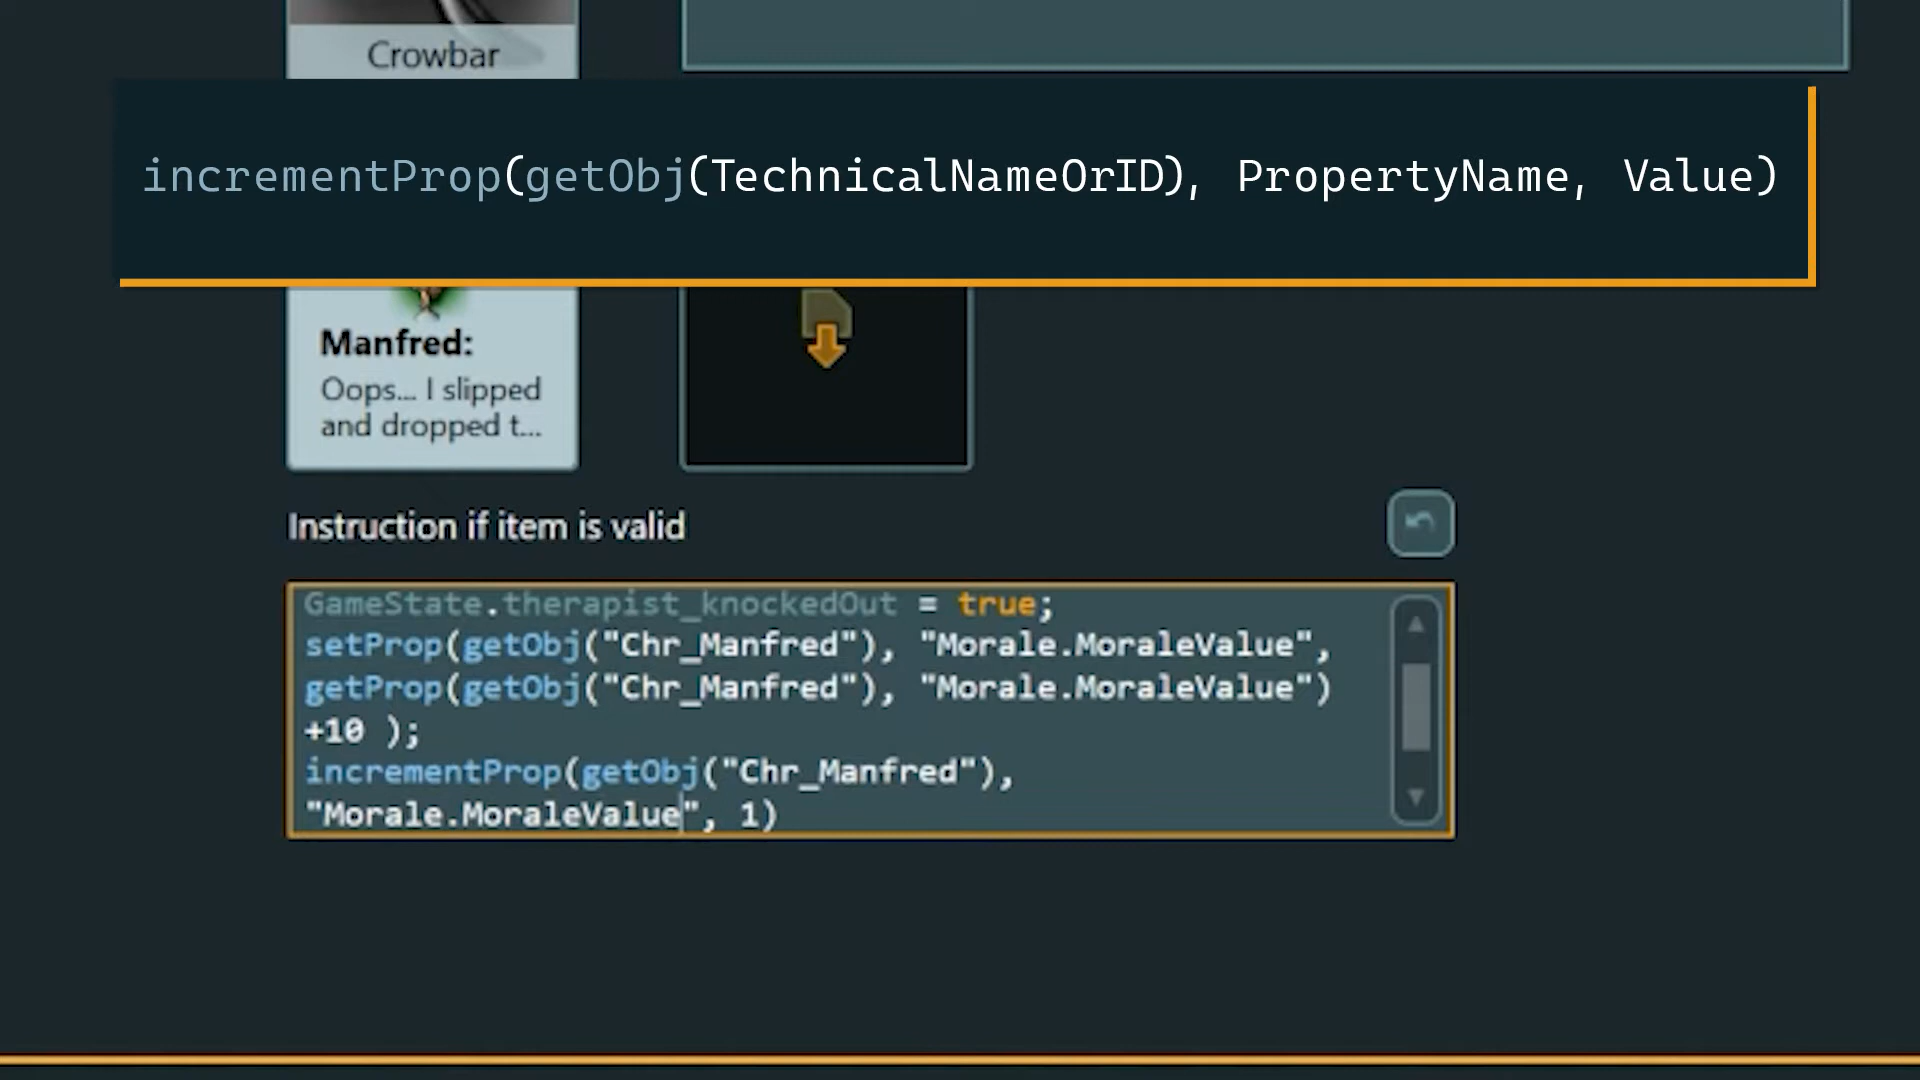 Crowbar
incrementProp(getObj(TechnicalNameOrID), PropertyName, Value)
Manfred:
Oops... I slipped
and dropped t...
Instruction if item is valid
GameState.therapist_knockedOut = true;
setProp(getObj("Chr_Manfred"), "Morale.MoraleValue",
getProp(getObj("Chr_Manfred"), "Morale.MoraleValue")
+10 );
incrementProp(getObj("Chr_Manfred"),
"Morale.MoraleValue", 1)